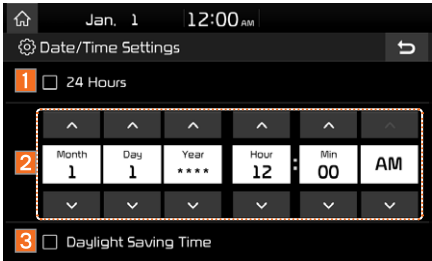 Jan. 1 12:00 AM
Date/Time Settings
1 24 Hours
Month Day Year Hour Min
2 1 1 **** 12 : 00 AM
3 Daylight Saving Time